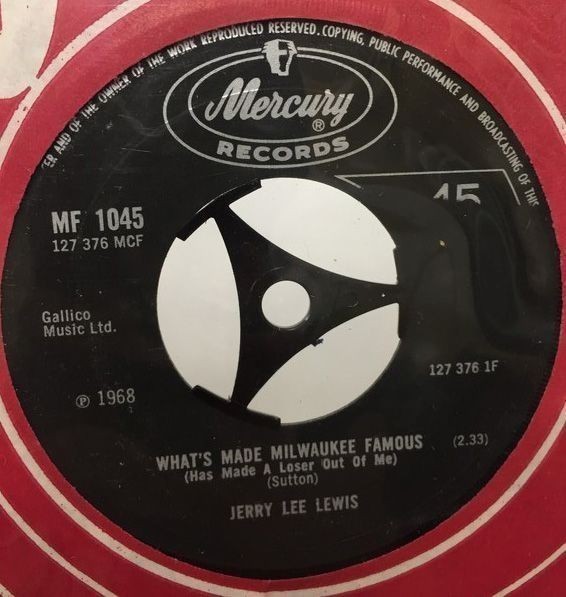 ER AND OF THE OWNER OF THE WORK REPRODUCED RESERVED. COPYING, PUBLIC PERFORMANCE AND BROADCASTING OF THIS
Mercury
®
RECORDS
45
MF 1045
127 376 MCF
Gallico
Music Ltd.
℗ 1968
127 376 1F
WHAT'S MADE MILWAUKEE FAMOUS (2.33)
(Has Made A Loser Out Of Me)
(Sutton)
JERRY LEE LEWIS